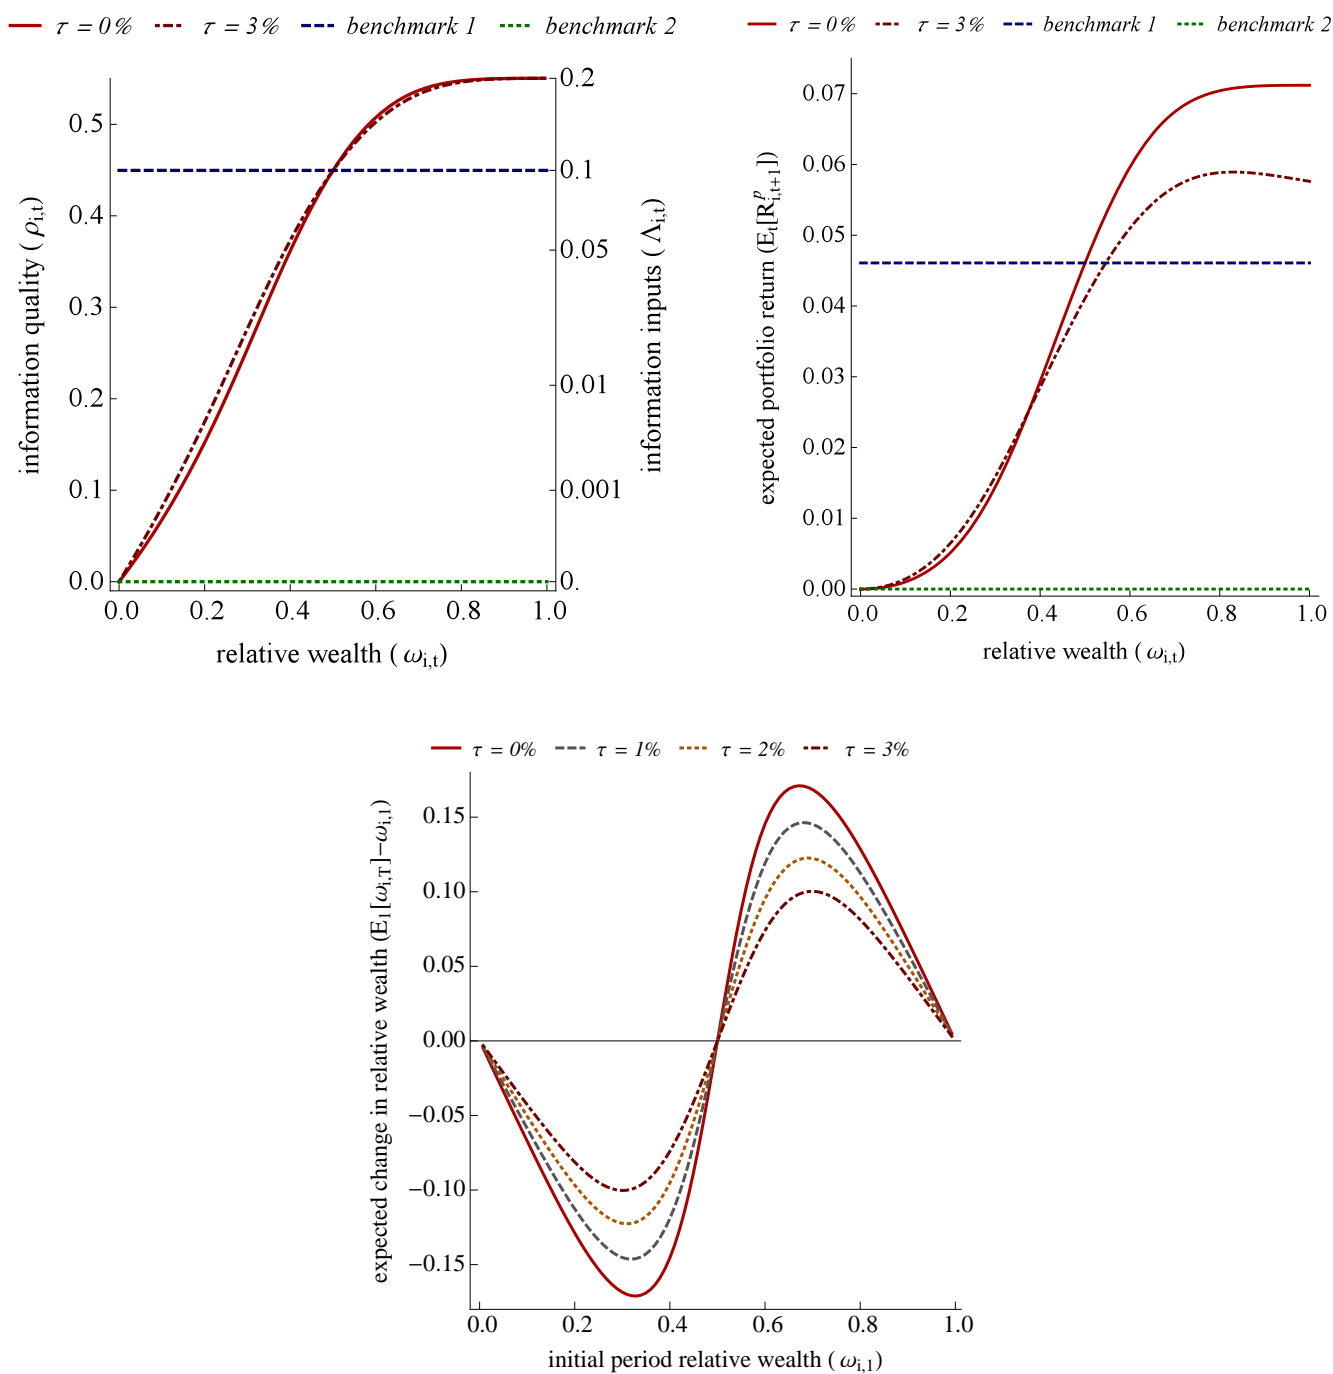 τ = 0% τ = 3% benchmark 1 benchmark 2
information quality ( ρi,t)
0.5
0.4
0.3
0.2
0.1
0.0
0.2
0.1
0.05
0.01
0.001
0.
information inputs ( Λi,t)
0.0 0.2 0.4 0.6 0.8 1.0
relative wealth ( ωi,t)
τ = 0% τ = 3% benchmark 1 benchmark 2
expected portfolio return (Et[R^p i,t+1])
0.07
0.06
0.05
0.04
0.03
0.02
0.01
0.00
0.0 0.2 0.4 0.6 0.8 1.0
relative wealth ( ωi,t)
τ = 0% τ = 1% τ = 2% τ = 3%
expected change in relative wealth (E1[ωi,T]−ωi,1)
0.15
0.10
0.05
0.00
−0.05
−0.10
−0.15
0.0 0.2 0.4 0.6 0.8 1.0
initial period relative wealth ( ωi,1)